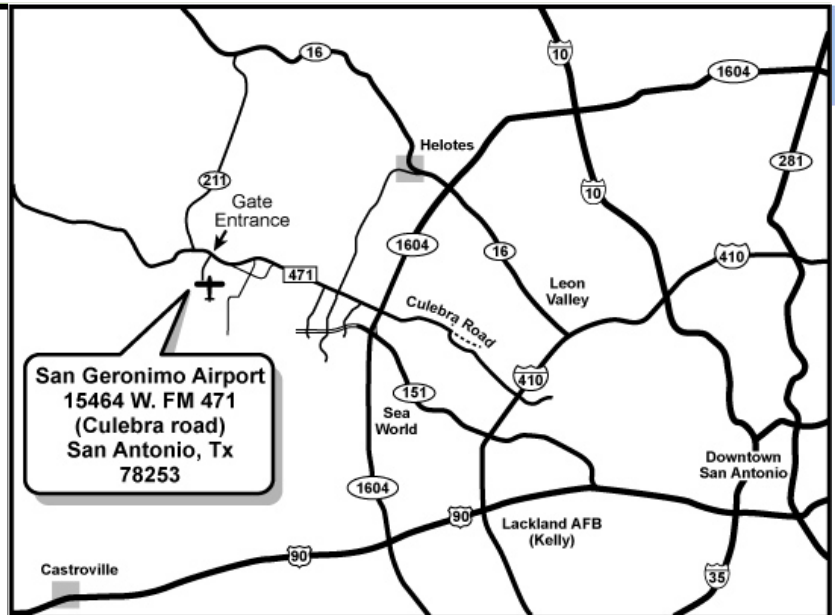 10
16
1604
Helotes
281
211
10
Gate
Entrance
1604
16
410
471
Leon
Valley
Culebra Road
San Geronimo Airport
15464 W. FM 471
(Culebra road)
San Antonio, Tx
78253
410
151
Sea
World
Downtown
San Antonio
1604
90
Lackland AFB
(Kelly)
90
Castroville
35